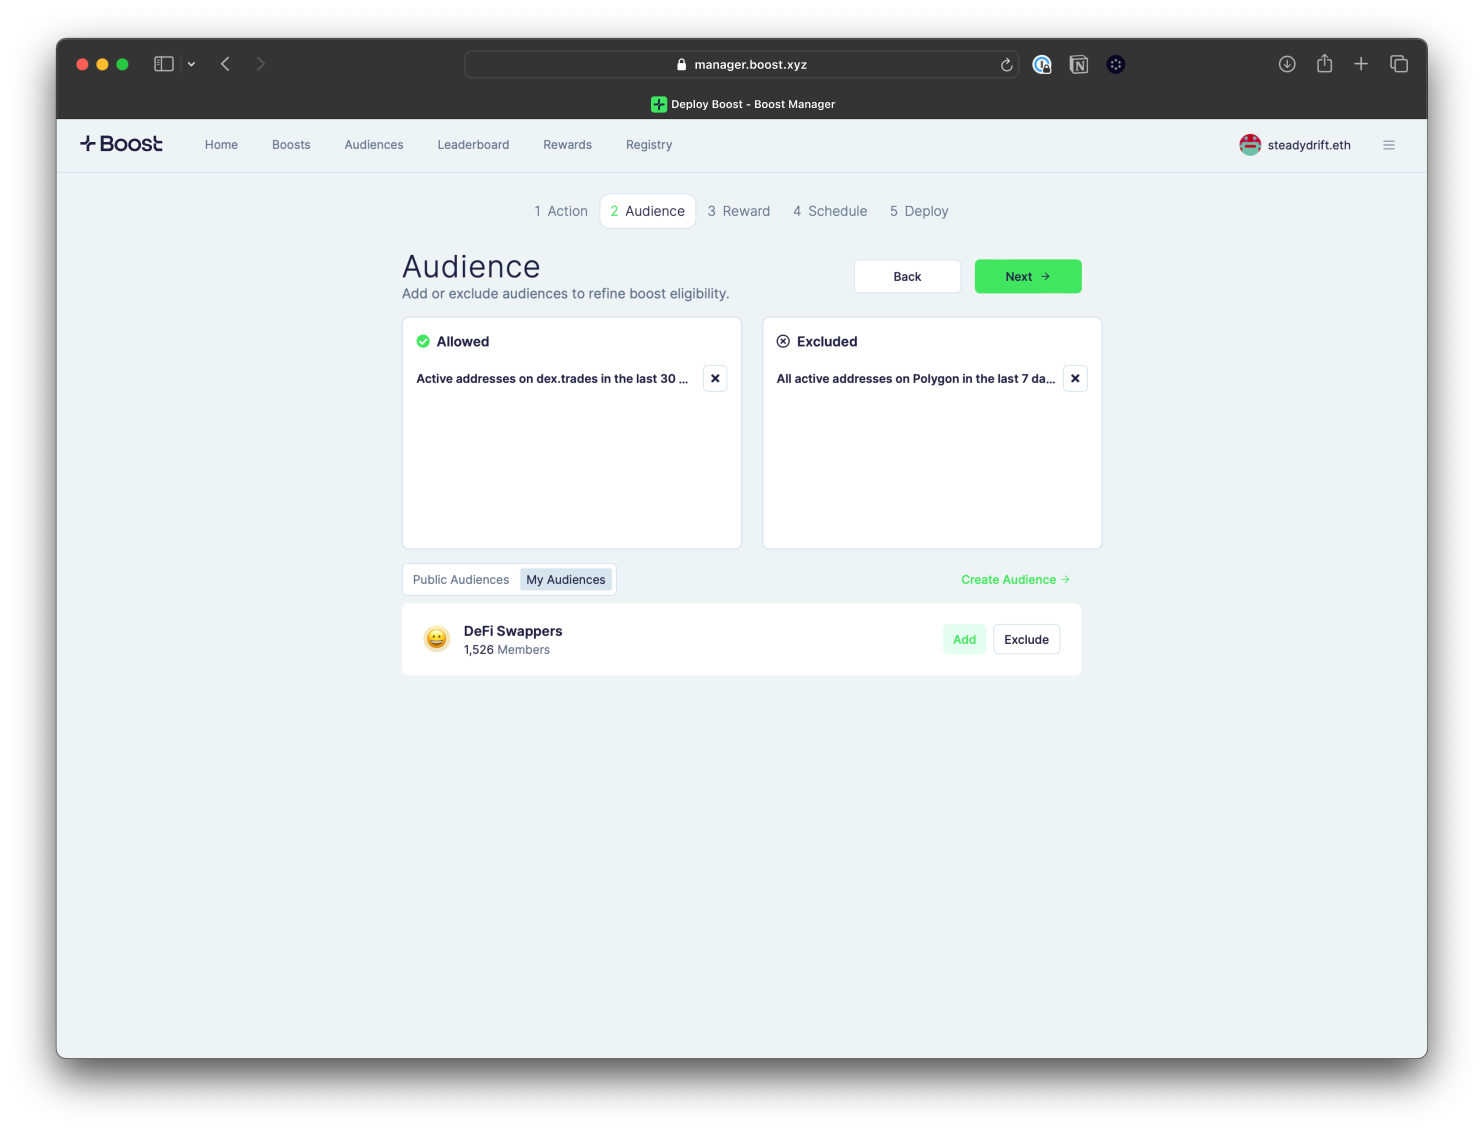 manager.boost.xyz
Deploy Boost - Boost Manager
Boost Home Boosts Audiences Leaderboard Rewards Registry steadydrift.eth
1 Action 2 Audience 3 Reward 4 Schedule 5 Deploy
Audience
Add or exclude audiences to refine boost eligibility.
Back Next →
Allowed
Active addresses on dex.trades in the last 30 ...
Excluded
All active addresses on Polygon in the last 7 da...
Public Audiences My Audiences Create Audience →
DeFi Swappers
1,526 Members
Add Exclude